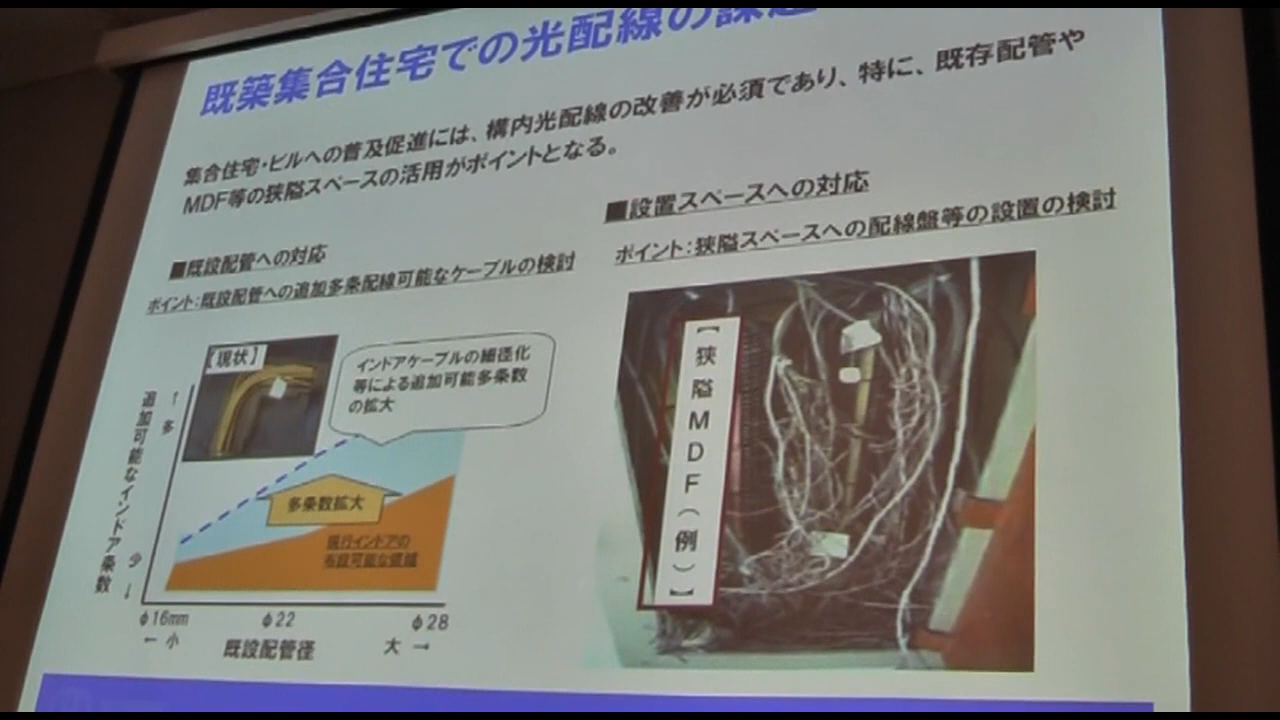 既築集合住宅での光配線の課題
集合住宅・ビルへの普及促進には、構内光配線の改善が必須であり、特に、既存配管や
MDF等の狭隘スペースの活用がポイントとなる。
■既設配管への対応
ポイント：既設配管への追加多条配線可能なケーブルの検討
【現状】
インドアケーブルの細径化
等による追加可能多条数
の拡大
↑多
追加可能なインドア条数
少↓
多条数拡大
現行インドアの
布設可能な領域
φ16mm φ22 φ28
←小 既設配管径 大→
■設置スペースへの対応
ポイント：狭隘スペースへの配線盤等の設置の検討
【狭隘MDF（例）】